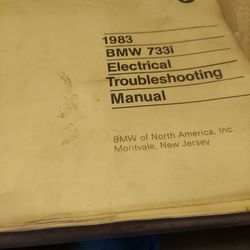 1983
BMW 733i
Electrical
Troubleshooting
Manual
BMW of North America, Inc.
Montvale, New Jersey